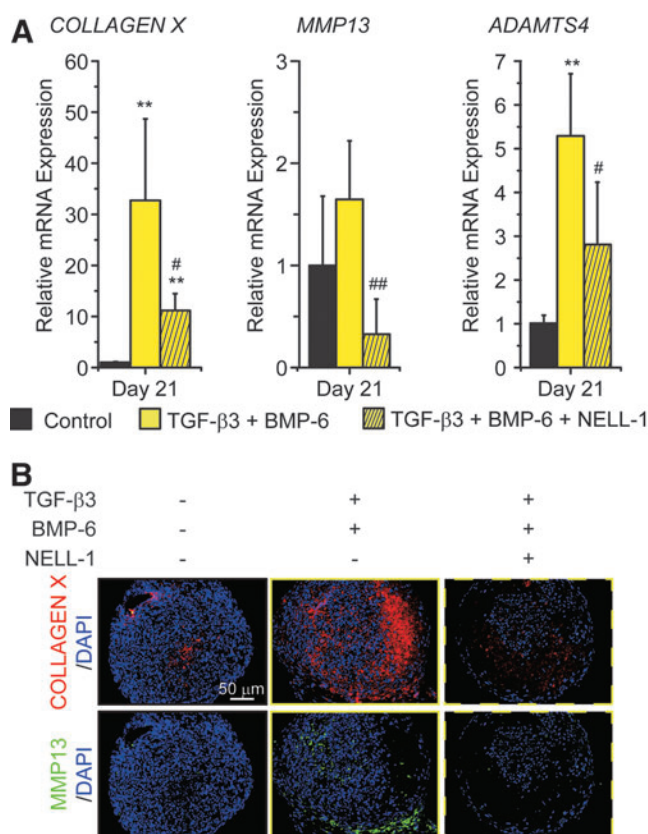 A
COLLAGEN X
MMP13
ADAMTS4
Relative mRNA Expression
60
50
40
30
20
10
0
**
#
**
Day 21
Relative mRNA Expression
3
2
1
0
##
Day 21
Relative mRNA Expression
7
6
5
4
3
2
1
0
**
#
Day 21
Control
TGF-β3 + BMP-6
TGF-β3 + BMP-6 + NELL-1
B
TGF-β3 - + +
BMP-6 - + +
NELL-1 - - +
COLLAGEN X
/DAPI
50 μm
MMP13
/DAPI